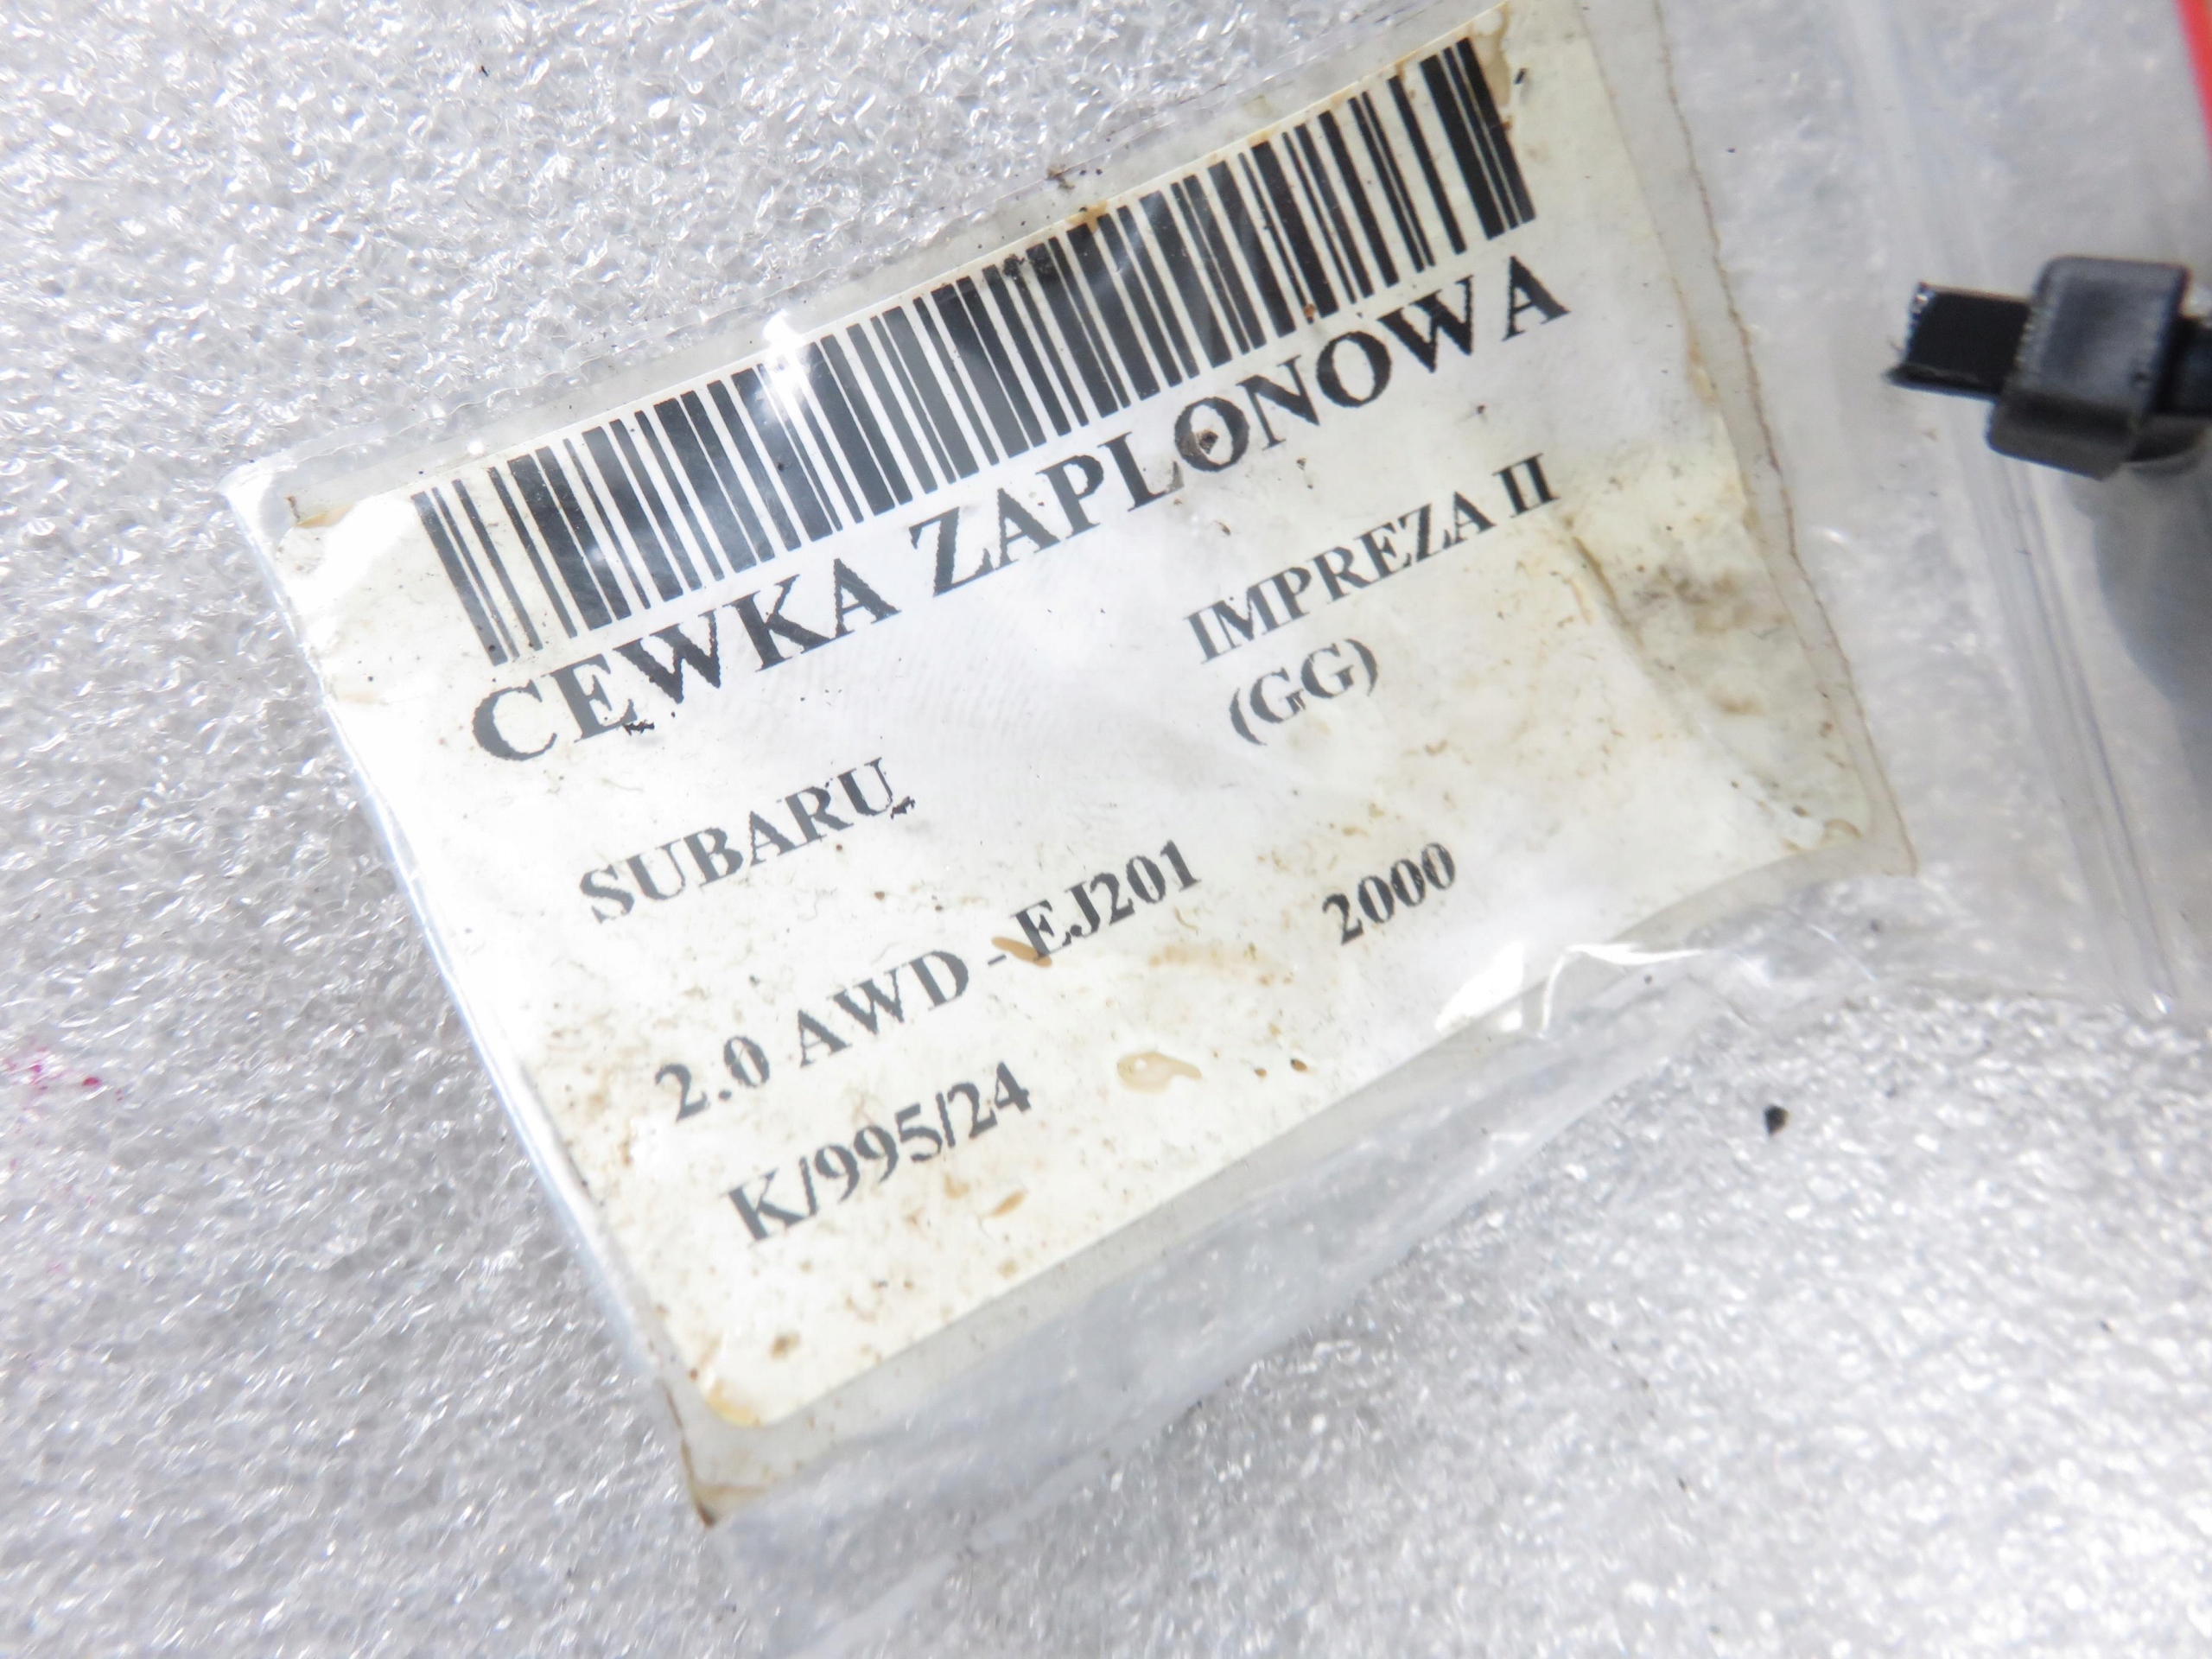 CEWKA ZAPLONOWA
SUBARU IMPREZA II
(GG)
2.0 AWD - EJ201 2000
K/995/24